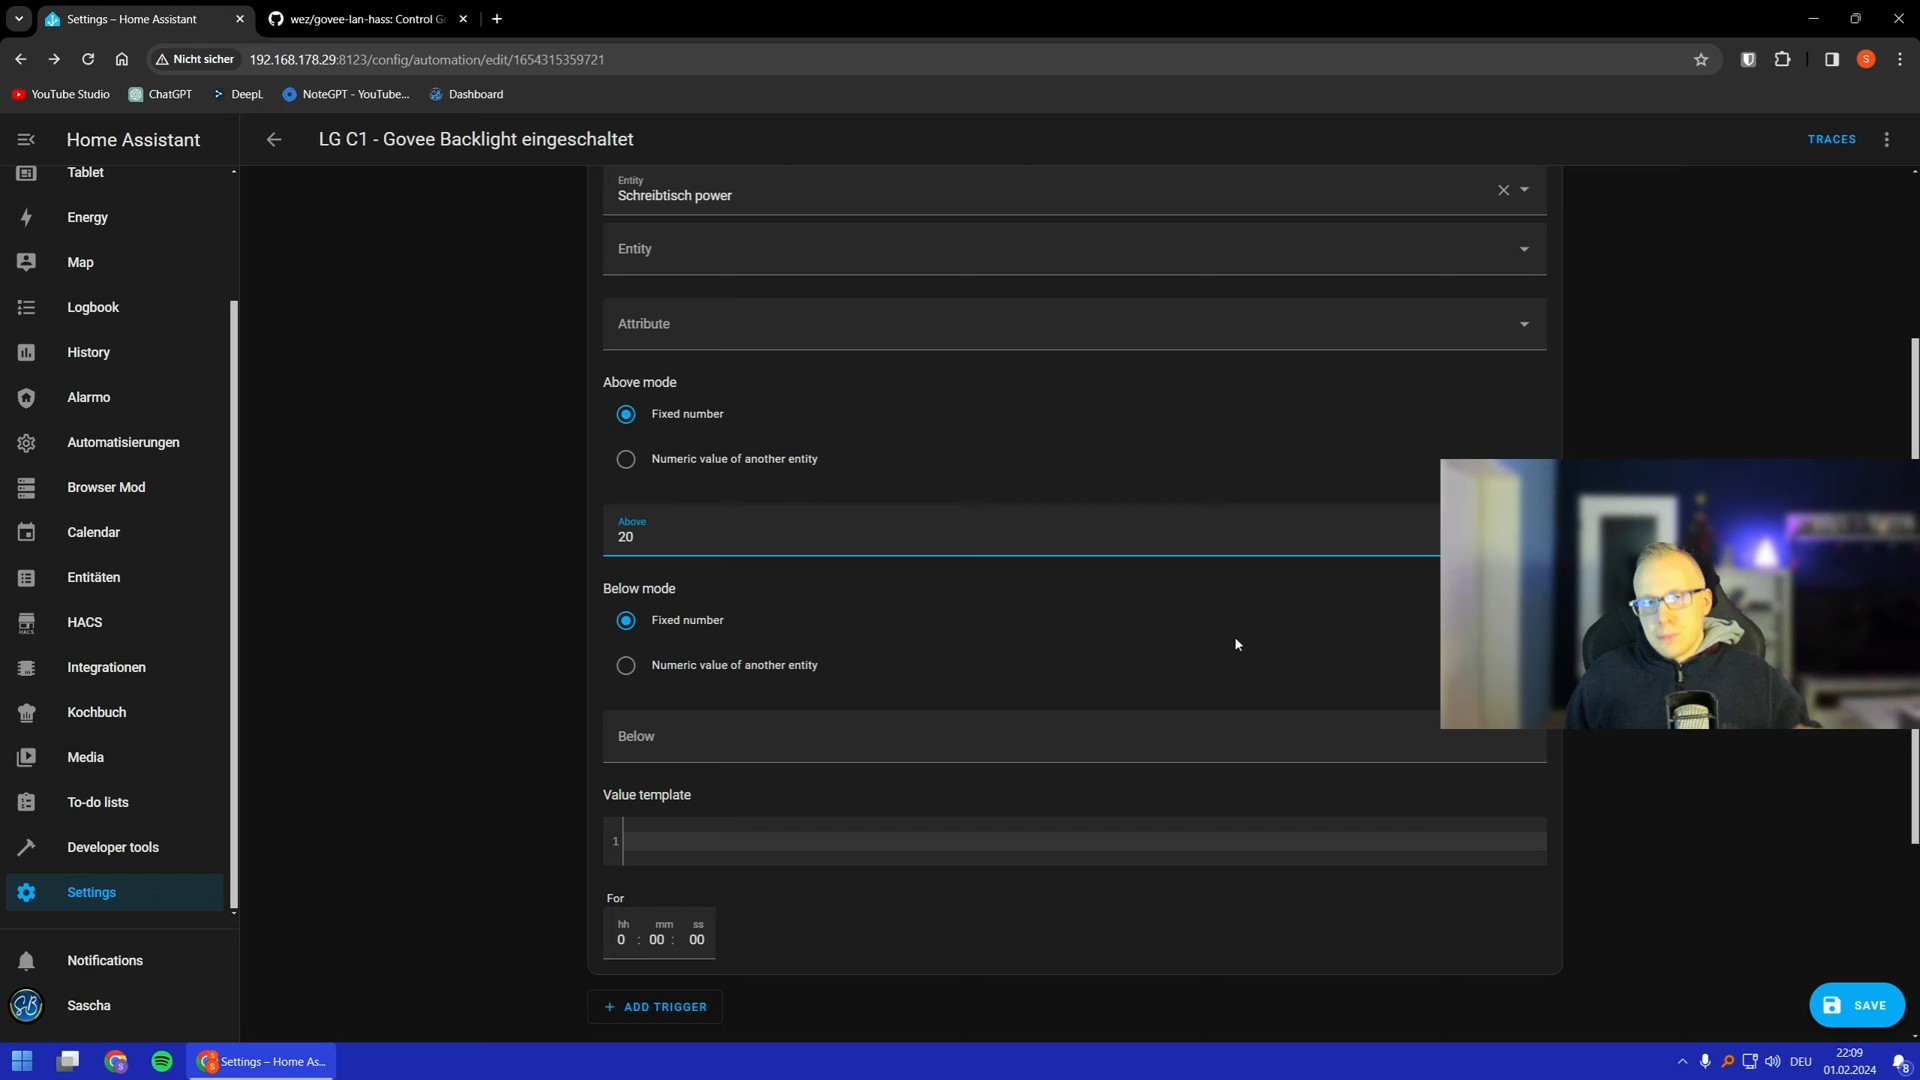 Settings – Home Assistant
wez/govee-lan-hass: Control G
Nicht sicher
192.168.178.29:8123/config/automation/edit/1654315359721
S
YouTube Studio
ChatGPT
DeepL
NoteGPT - YouTube...
Dashboard
Home Assistant
LG C1 - Govee Backlight eingeschaltet
TRACES
Tablet
Energy
Map
Logbook
History
Alarmo
Automatisierungen
Browser Mod
Calendar
Entitäten
HACS
HACS
Integrationen
Kochbuch
Media
To-do lists
Developer tools
Settings
Notifications
SB
Sascha
Entity
Schreibtisch power
Entity
Attribute
Above mode
Fixed number
Numeric value of another entity
Above
20
Below mode
Fixed number
Numeric value of another entity
Below
Value template
1
For
hh mm ss
0 : 00 : 00
+ ADD TRIGGER
SAVE
Settings – Home As...
DEU
22:09
01.02.2024
8